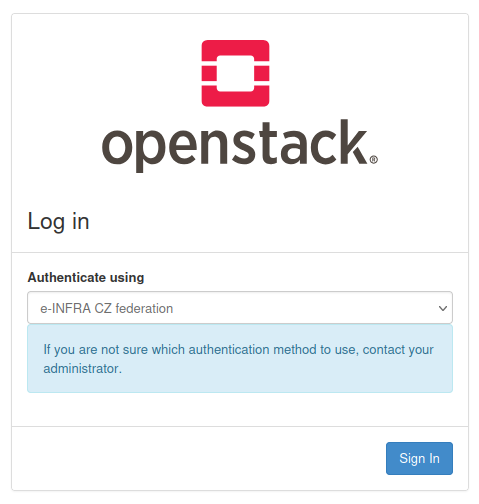 openstack®
Log in
Authenticate using
e-INFRA CZ federation
If you are not sure which authentication method to use, contact your
administrator.
Sign In